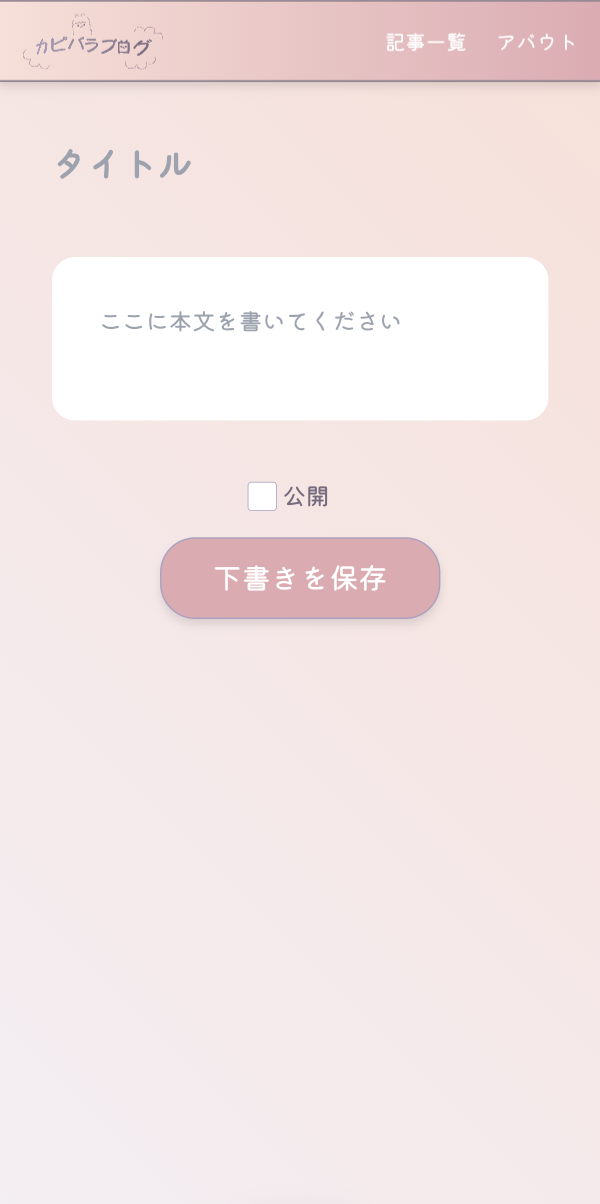 カピバラブログ
記事一覧 アバウト
タイトル
ここに本文を書いてください
公開
下書きを保存